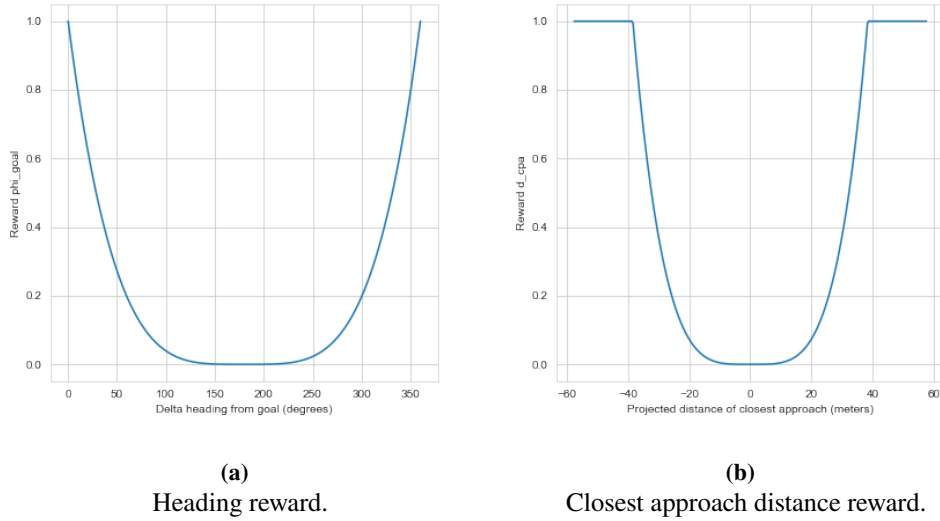 1.0
0.8
0.6
0.4
0.2
0.0
Reward phi_goal
0 50 100 150 200 250 300 350
Delta heading from goal (degrees)
1.0
0.8
0.6
0.4
0.2
0.0
Reward d_cpa
−60 −40 −20 0 20 40 60
Projected distance of closest approach (meters)
(a)
Heading reward.
(b)
Closest approach distance reward.